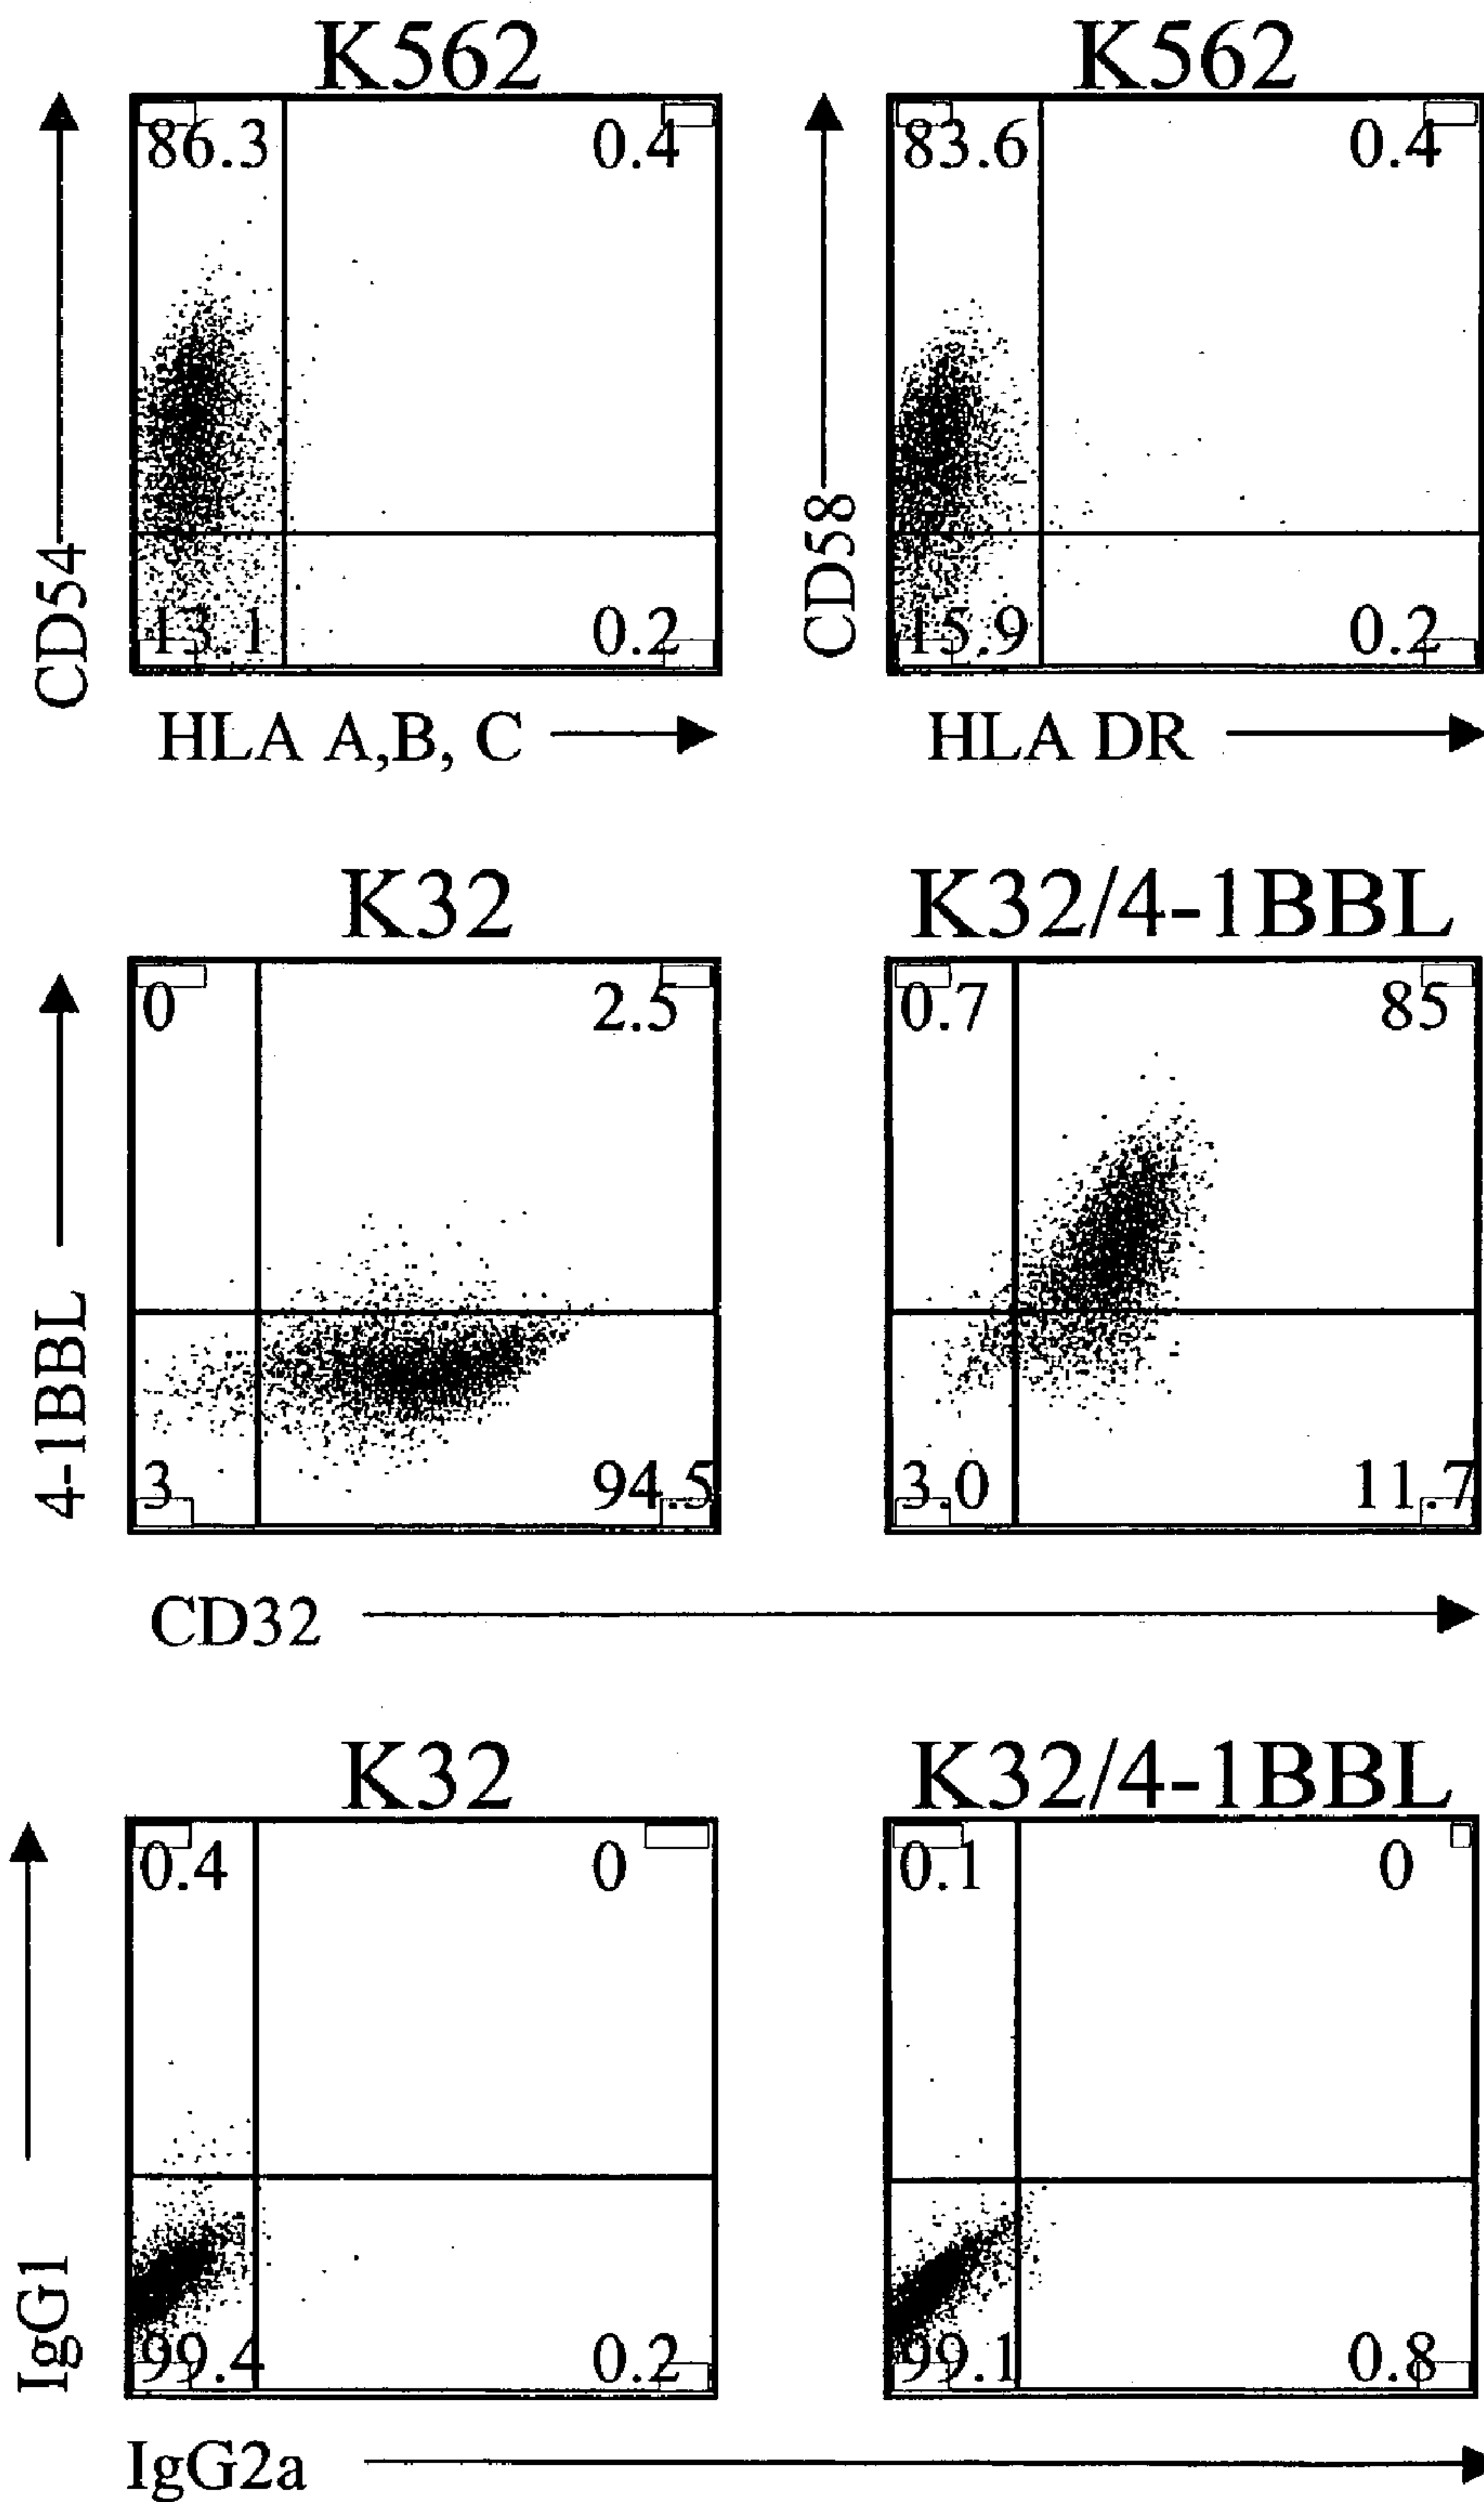 K562
K562
86.3
0.4
83.6
0.4
CD54
CD58
13.1
0.2
15.9
0.2
HLA A,B, C
HLA DR
K32
K32/4-1BBL
0
2.5
0.7
85
4-1BBL
3
94.5
3.0
11.7
CD32
K32
K32/4-1BBL
0.4
0
0.1
0
IgG1
99.4
0.2
99.1
0.8
IgG2a